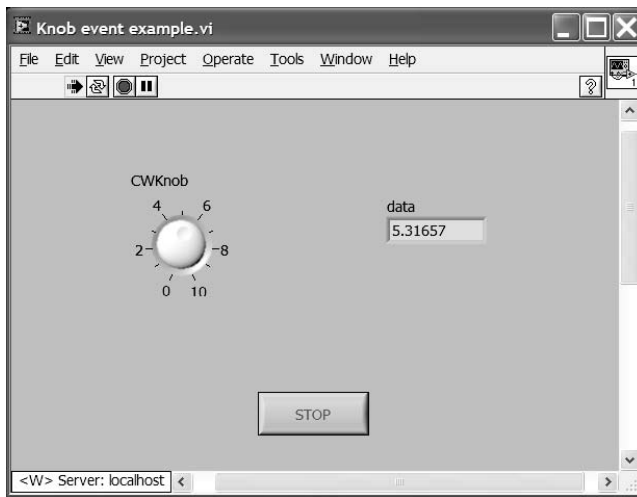 Knob event example.vi
File Edit View Project Operate Tools Window Help
?
1
CWKnob
4 6
2 8
0 10
data
5.31657
STOP
<W> Server: localhost